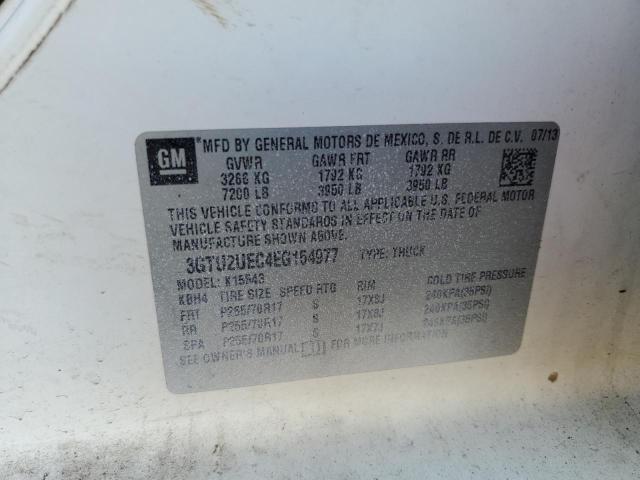 GM
MFD BY GENERAL MOTORS DE MEXICO, S. DE R.L. DE C.V. 07/13
GVWR GAWR FRT GAWR RR
3266 KG 1792 KG 1792 KG
7200 LB 3950 LB 3950 LB
THIS VEHICLE CONFORMS TO ALL APPLICABLE U.S. FEDERAL MOTOR
VEHICLE SAFETY STANDARDS IN EFFECT ON THE DATE OF
MANUFACTURE SHOWN ABOVE.
3GTU2UEC4EG154977 TYPE: TRUCK
MODEL: K15543
KBH4 TIRE SIZE SPEED RTG RIM COLD TIRE PRESSURE
FRT P255/70R17 S 17X8J 240KPA(35PSI)
RR P255/70R17 S 17X8J 240KPA(35PSI)
SPA P255/70R17 S 17X7J 240KPA(35PSI)
SEE OWNER'S MANUAL FOR MORE INFORMATION